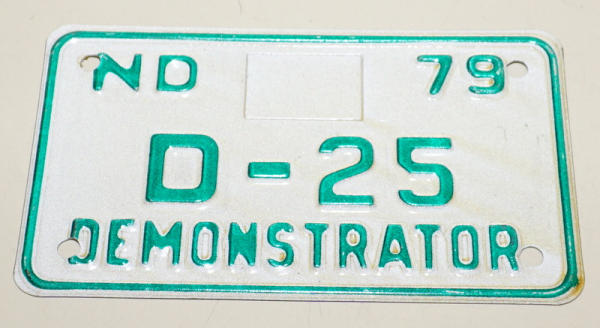 ND 79
D-25
DEMONSTRATOR